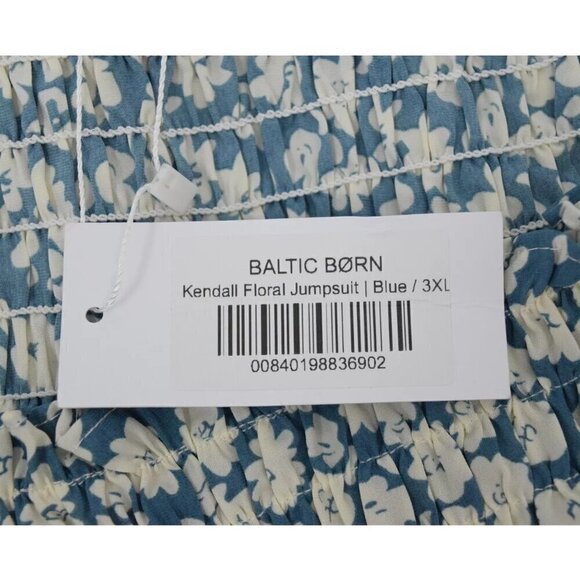 BALTIC BØRN
Kendall Floral Jumpsuit | Blue / 3XL
00840198836902